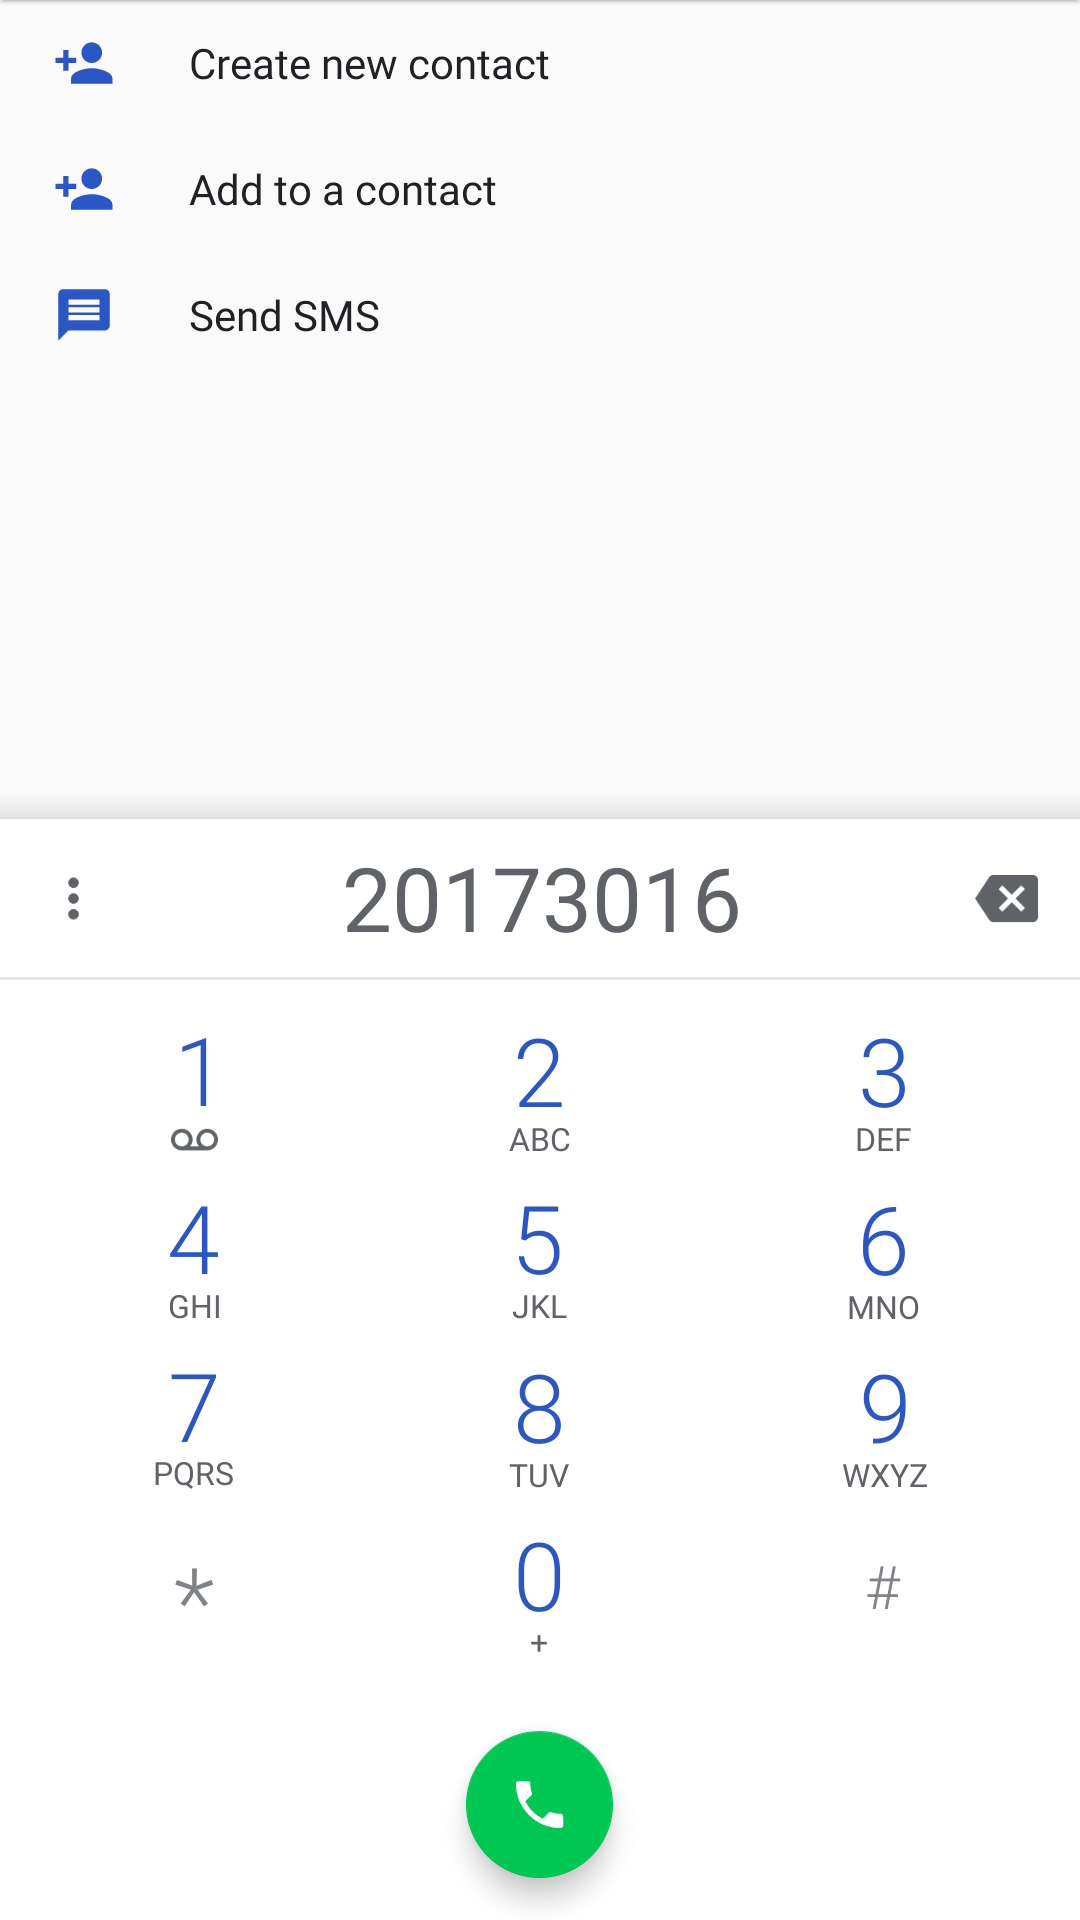 Create new contact
Add to a contact
Send SMS
20173016
1 2 3
ABC DEF
4 5 6
GHI JKL MNO
7 8 9
PQRS TUV WXYZ
* 0 #
+